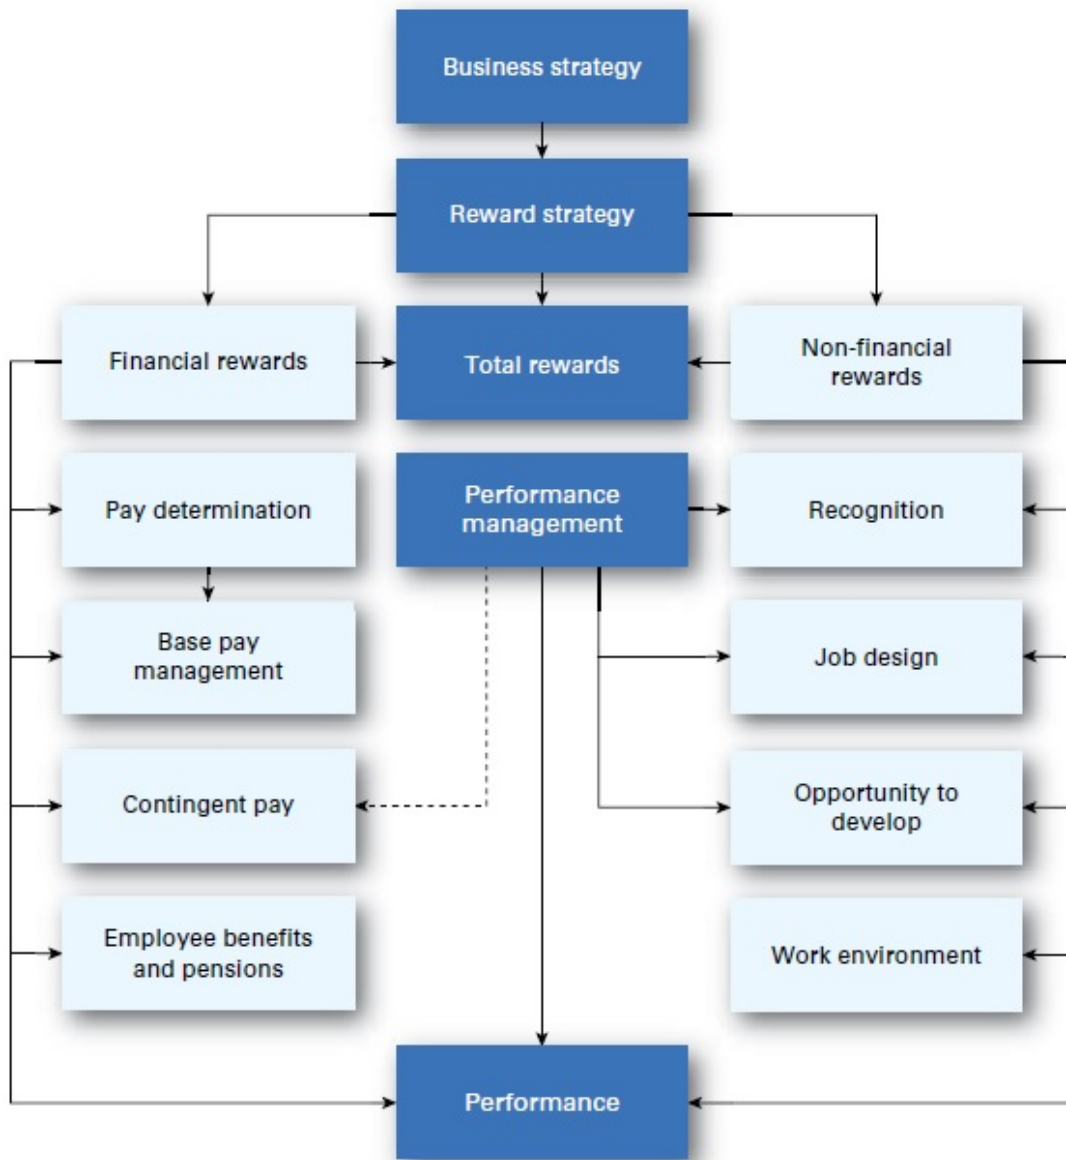 Business strategy
Reward strategy
Financial rewards
Total rewards
Non-financial
rewards
Pay determination
Performance
management
Recognition
Base pay
management
Job design
Contingent pay
Opportunity to
develop
Employee benefits
and pensions
Work environment
Performance